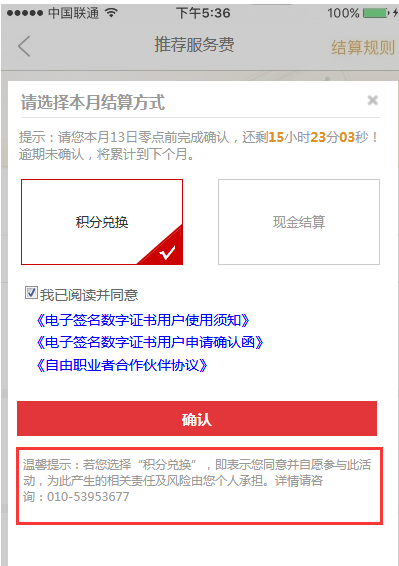 中国联通 下午5:36 100%
推荐服务费 结算规则
请选择本月结算方式
提示：请您本月13日零点前完成确认，还剩15小时23分03秒！
逾期未确认，将累计到下个月。
积分兑换 现金结算
我已阅读并同意
《电子签名数字证书用户使用须知》
《电子签名数字证书用户申请确认函》
《自由职业者合作伙伴协议》
确认
温馨提示：若您选择“积分兑换”，即表示您同意并自愿参与此活
动，为此产生的相关责任及风险由您个人承担。详情请咨
询：010-53953677